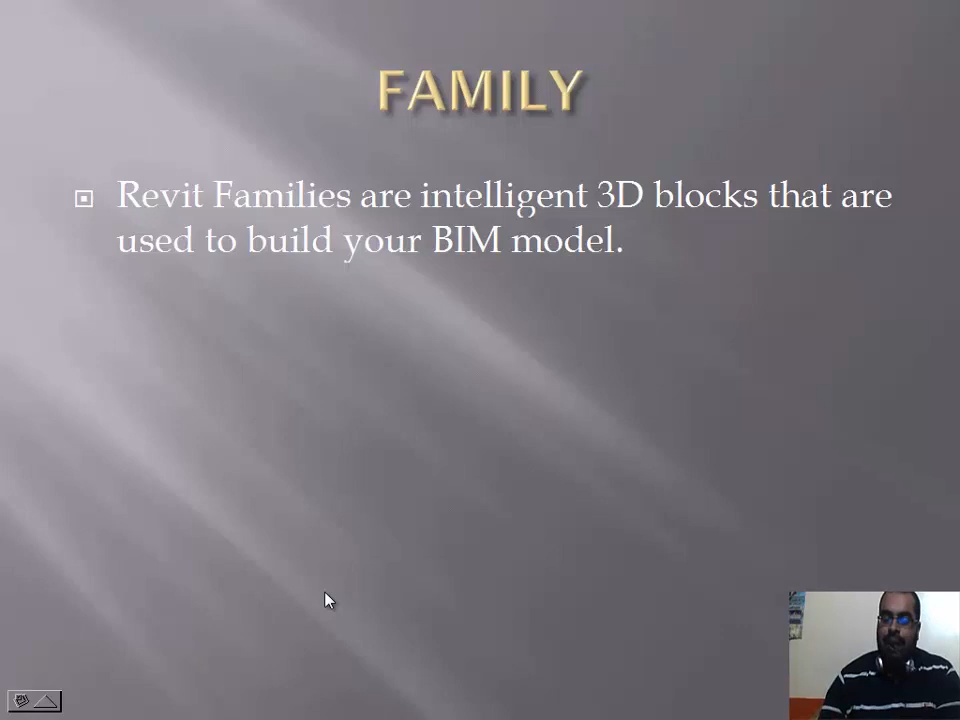 FAMILY
Revit Families are intelligent 3D blocks that are
used to build your BIM model.